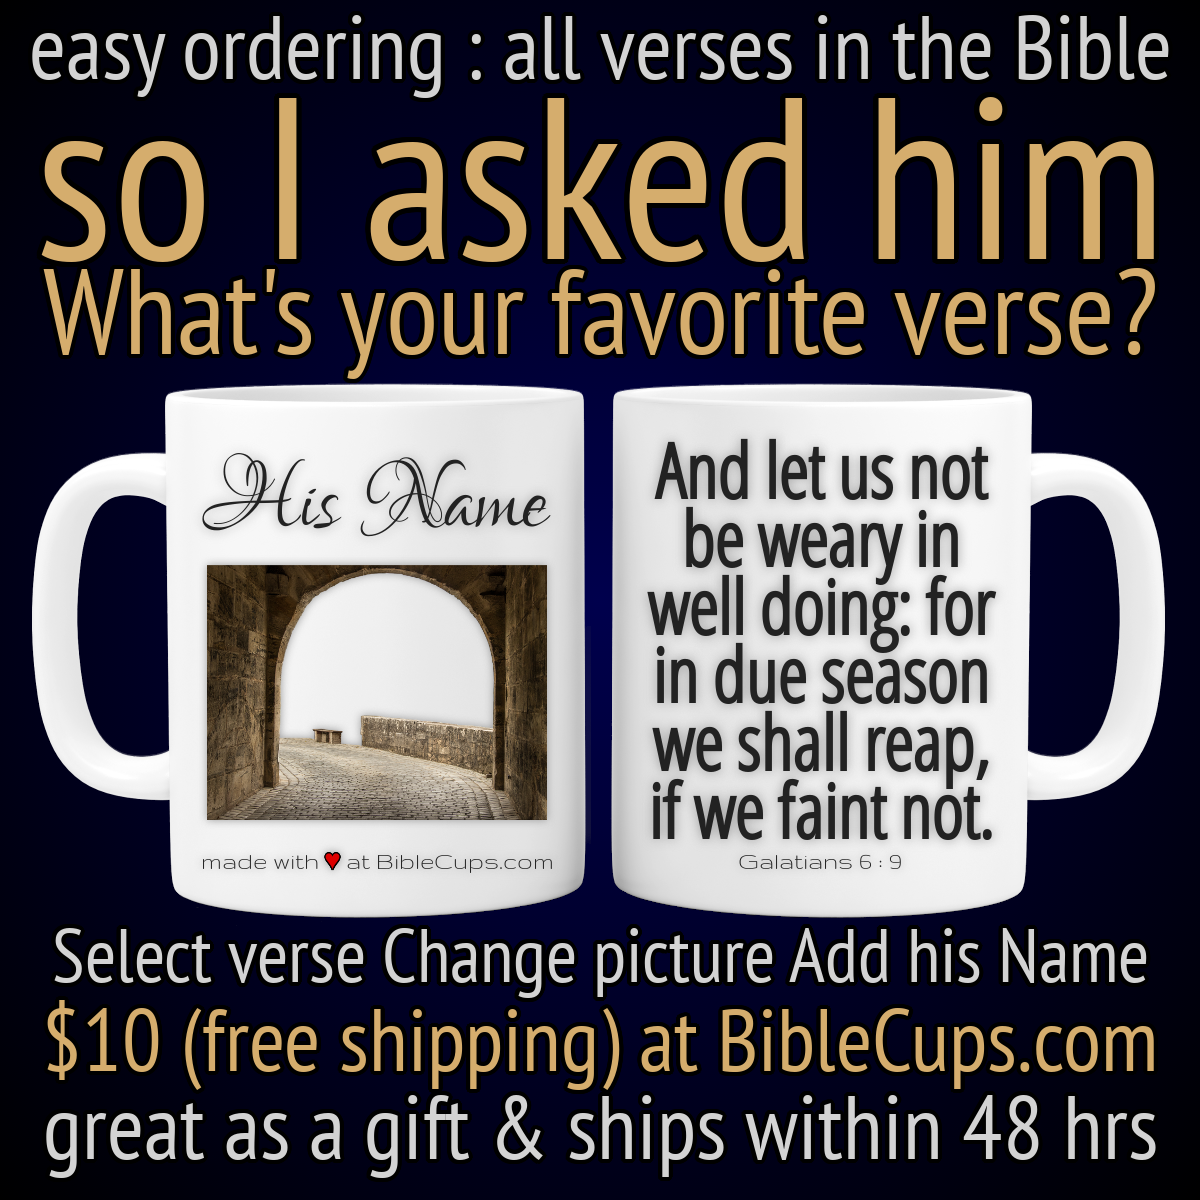 easy ordering : all verses in the Bible
so I asked him
What's your favorite verse?
His Name
made with ♥ at BibleCups.com
And let us not
be weary in
well doing: for
in due season
we shall reap,
if we faint not.
Galatians 6 : 9
Select verse Change picture Add his Name
$10 (free shipping) at BibleCups.com
great as a gift & ships within 48 hrs